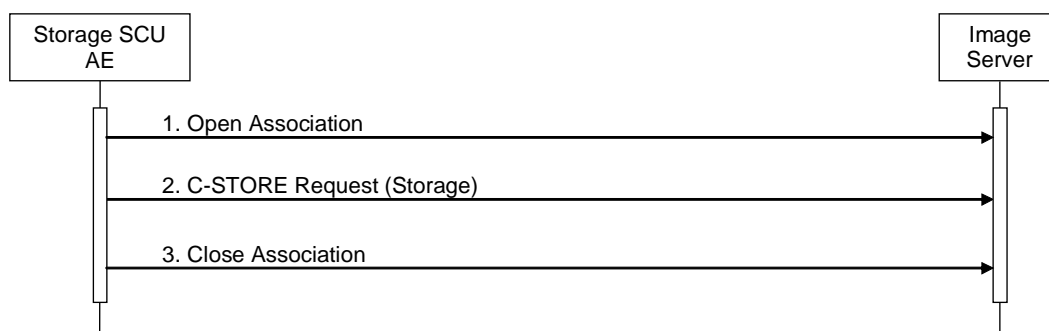 Storage SCU
AE
Image
Server
1. Open Association
2. C-STORE Request (Storage)
3. Close Association